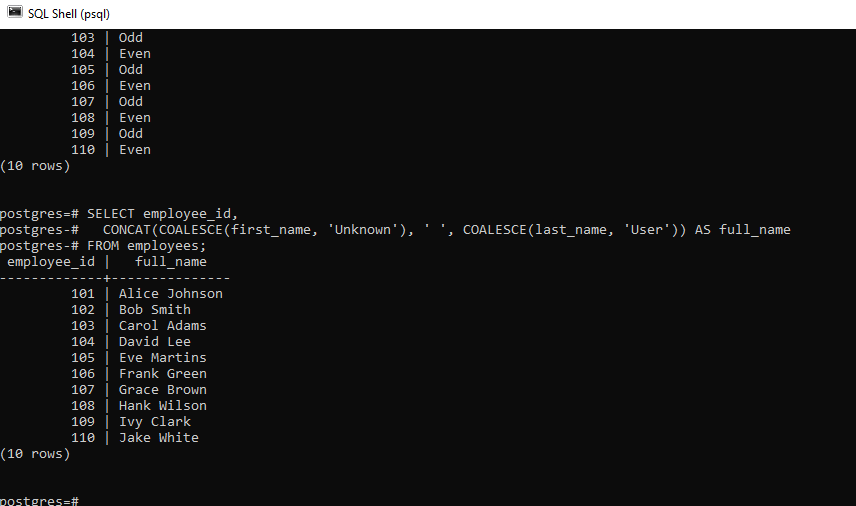 SQL Shell (psql)
103 | Odd
104 | Even
105 | Odd
106 | Even
107 | Odd
108 | Even
109 | Odd
110 | Even
(10 rows)
postgres=# SELECT employee_id,
postgres-#   CONCAT(COALESCE(first_name, 'Unknown'), ' ', COALESCE(last_name, 'User')) AS full_name
postgres-# FROM employees;
 employee_id |   full_name
-------------+---------------
         101 | Alice Johnson
         102 | Bob Smith
         103 | Carol Adams
         104 | David Lee
         105 | Eve Martins
         106 | Frank Green
         107 | Grace Brown
         108 | Hank Wilson
         109 | Ivy Clark
         110 | Jake White
(10 rows)
postgres=#